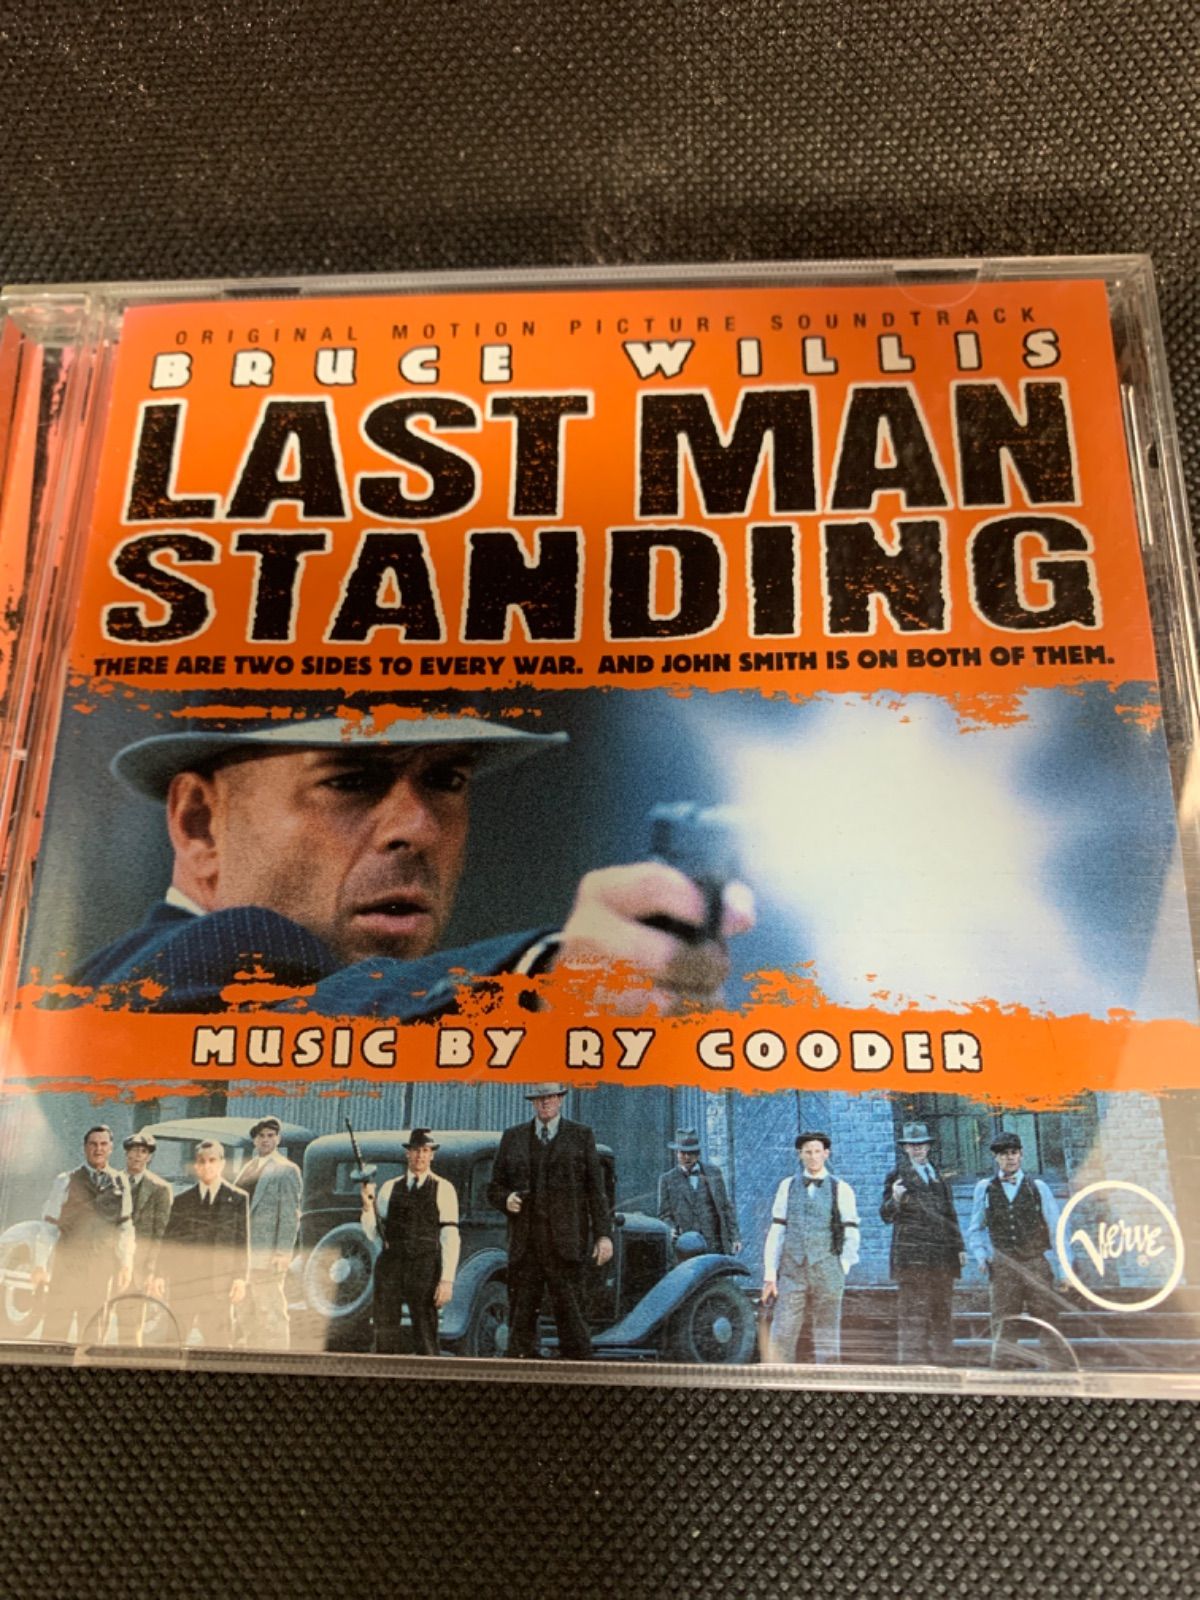 ORIGINAL MOTION PICTURE SOUNDTRACK
BRUCE WILLIS
LAST MAN
STANDING
THERE ARE TWO SIDES TO EVERY WAR. AND JOHN SMITH IS ON BOTH OF THEM.
MUSIC BY RY COODER
VERVE®